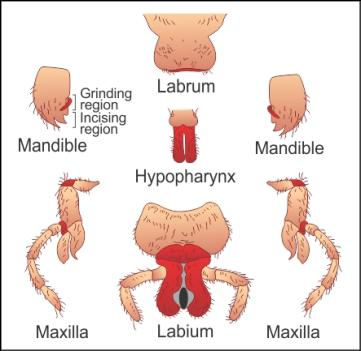 Labrum
Grinding
region
Incising
region
Mandible
Mandible
Hypopharynx
Maxilla
Labium
Maxilla